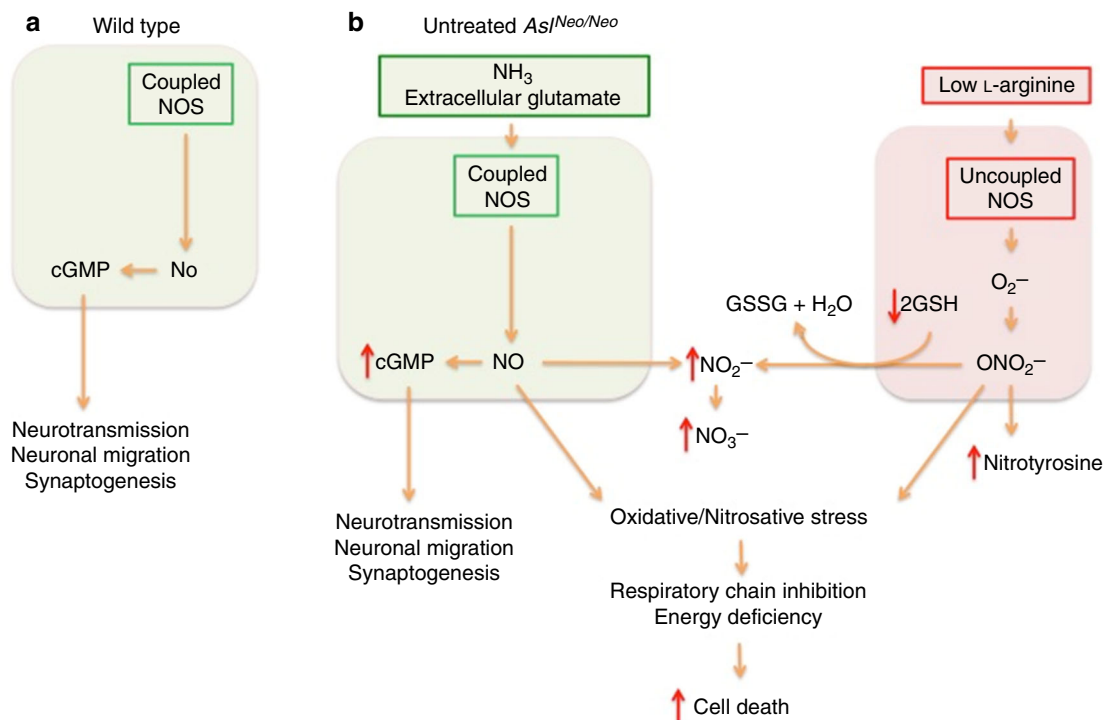 a
Wild type
Coupled
NOS
cGMP
No
Neurotransmission
Neuronal migration
Synaptogenesis
b
Untreated Asl^Neo/Neo
NH₃
Extracellular glutamate
Coupled
NOS
cGMP
NO
Neurotransmission
Neuronal migration
Synaptogenesis
Low L-arginine
Uncoupled
NOS
O₂–
GSSG + H₂O
2GSH
NO₂–
ONO₂–
NO₃–
Nitrotyrosine
Oxidative/Nitrosative stress
Respiratory chain inhibition
Energy deficiency
Cell death